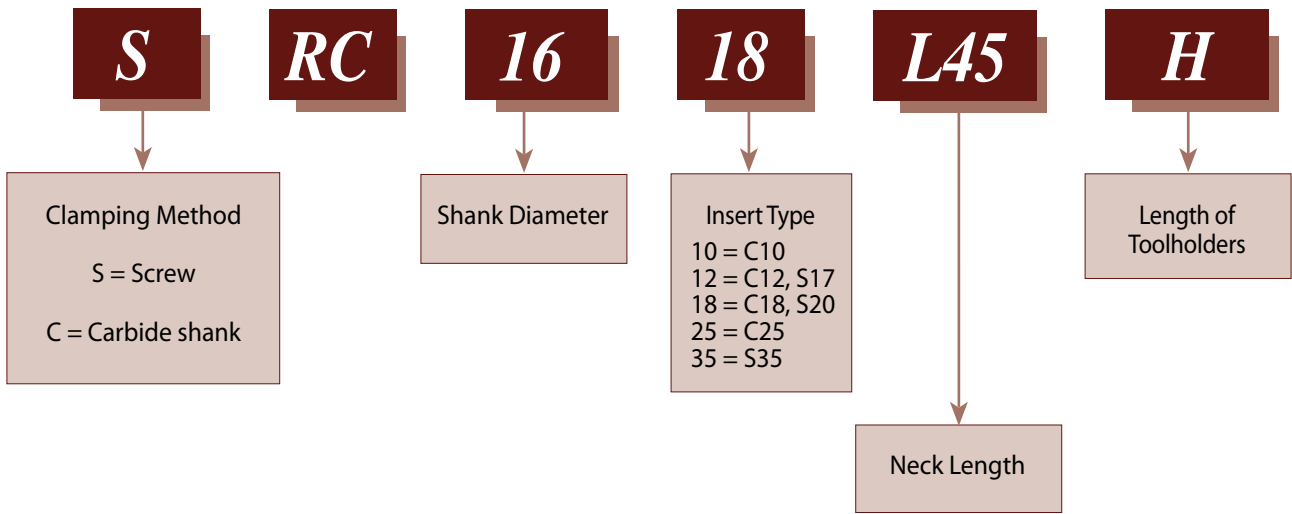 S RC 16 18 L45 H
Clamping Method
S = Screw
C = Carbide shank
Shank Diameter
Insert Type
10 = C10
12 = C12, S17
18 = C18, S20
25 = C25
35 = S35
Neck Length
Length of
Toolholders